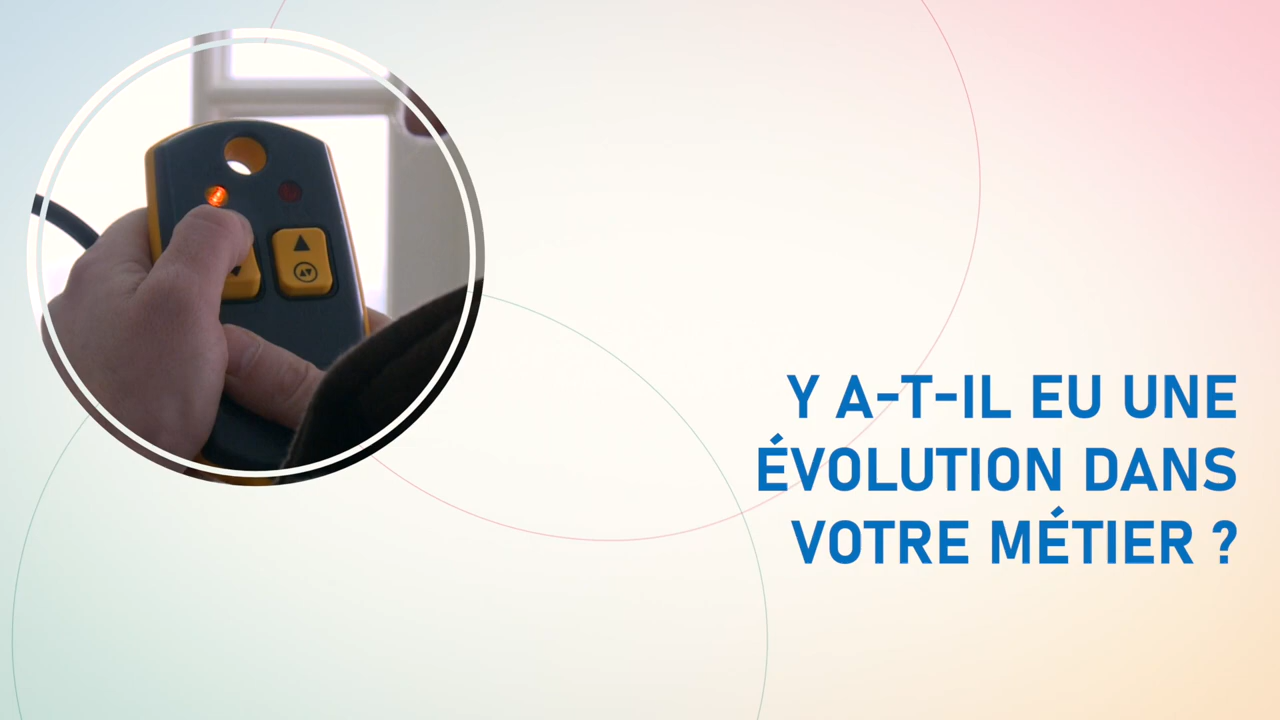 Y A-T-IL EU UNE
ÉVOLUTION DANS
VOTRE MÉTIER ?